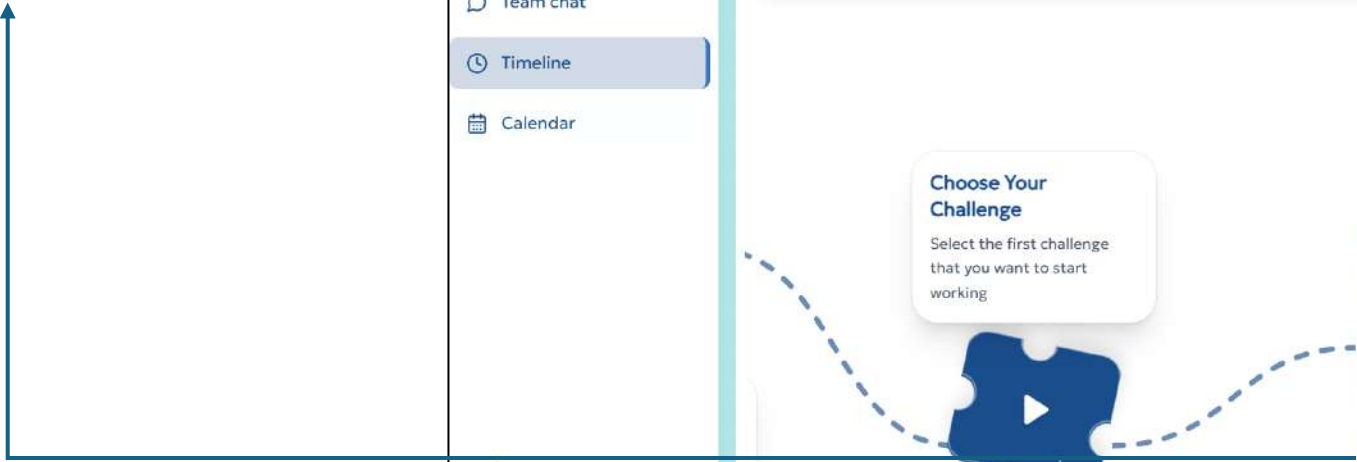 Team chat
Timeline
Calendar
Choose Your
Challenge
Select the first challenge
that you want to start
working